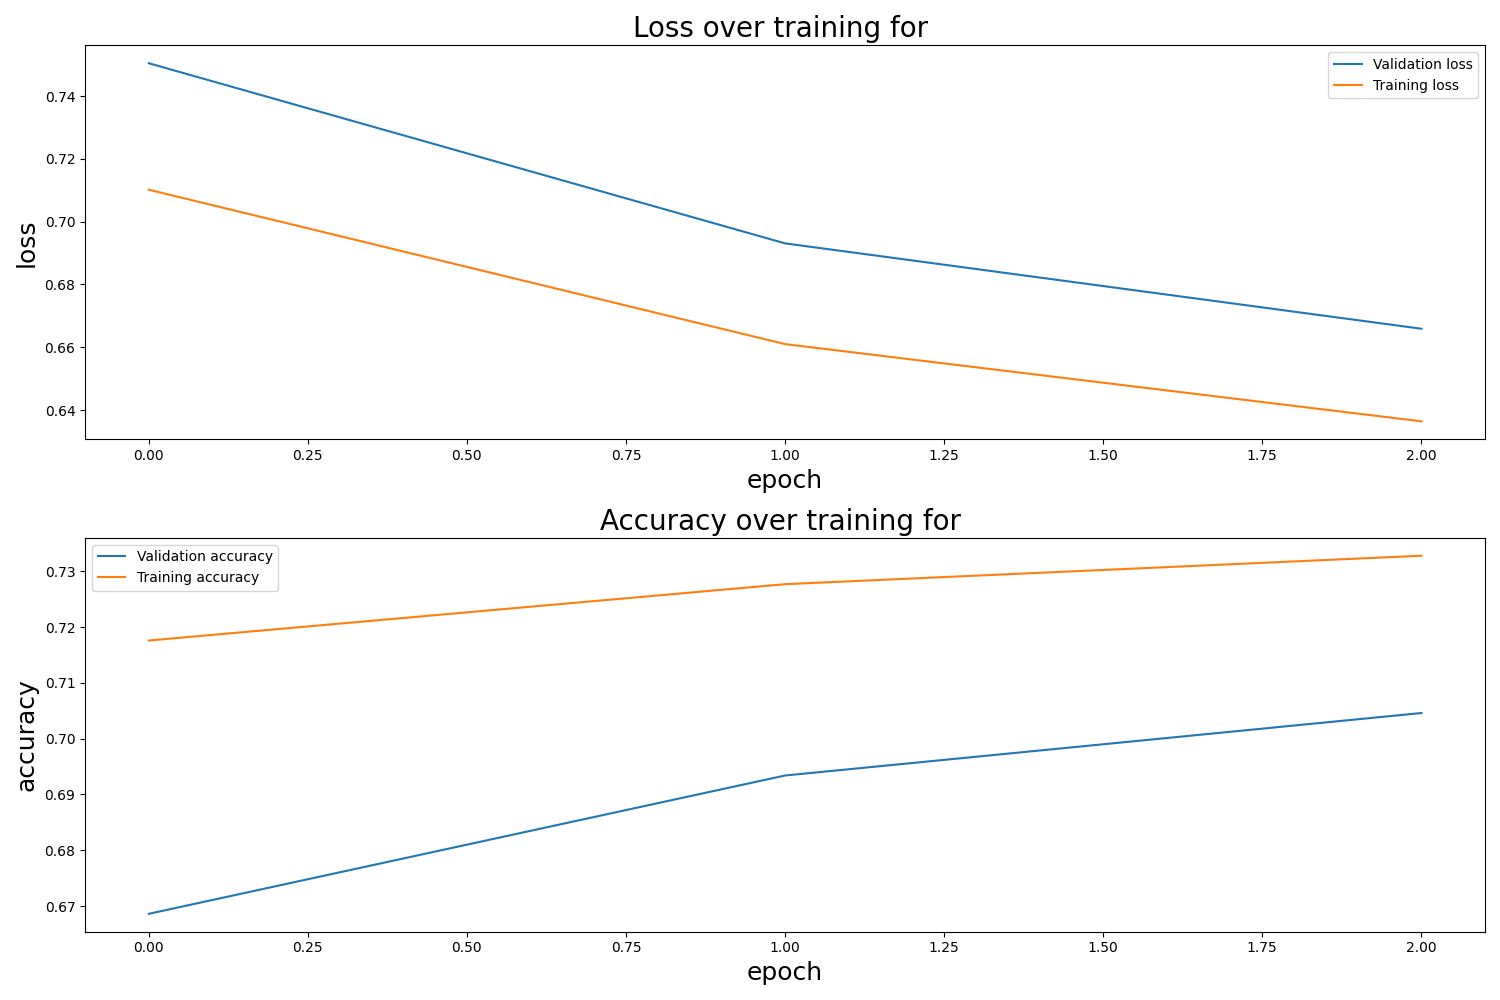 Loss over training for
Validation loss
Training loss
0.74
0.72
0.70
0.68
0.66
0.64
loss
0.00 0.25 0.50 0.75 1.00 1.25 1.50 1.75 2.00
epoch
Accuracy over training for
Validation accuracy
Training accuracy
0.73
0.72
0.71
0.70
0.69
0.68
0.67
accuracy
0.00 0.25 0.50 0.75 1.00 1.25 1.50 1.75 2.00
epoch